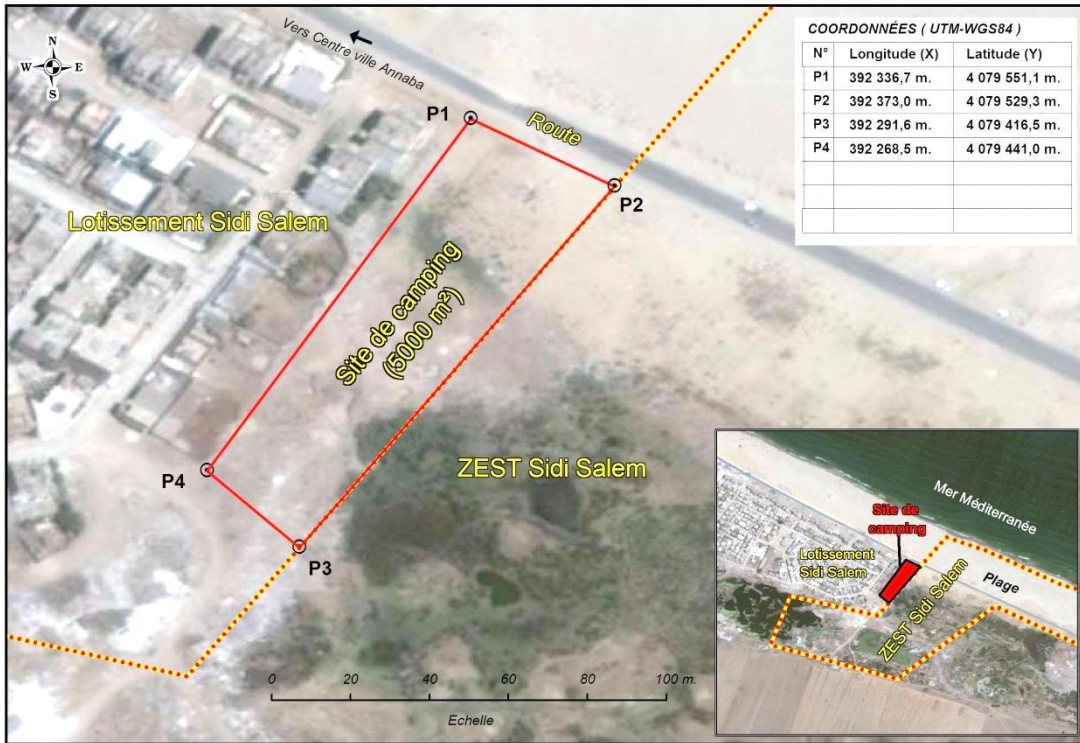 N
W E
S
Vers Centre ville Annaba
COORDONNÉES ( UTM-WGS84 )
N° Longitude (X) Latitude (Y)
P1 392 336,7 m. 4 079 551,1 m.
P2 392 373,0 m. 4 079 529,3 m.
P3 392 291,6 m. 4 079 416,5 m.
P4 392 268,5 m. 4 079 441,0 m.
P1
Route
P2
Lotissement Sidi Salem
Site de camping
(5000 m²)
P4
ZEST Sidi Salem
P3
0 20 40 60 80 100 m.
Echelle
Mer Méditerranée
Site de
camping
Lotissement
Sidi Salem
Plage
ZEST Sidi Salem